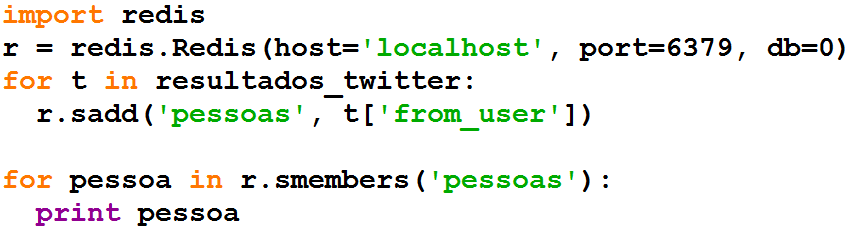 import redis
r = redis.Redis(host='localhost', port=6379, db=0)
for t in resultados_twitter:
  r.sadd('pessoas', t['from_user'])

for pessoa in r.smembers('pessoas'):
  print pessoa